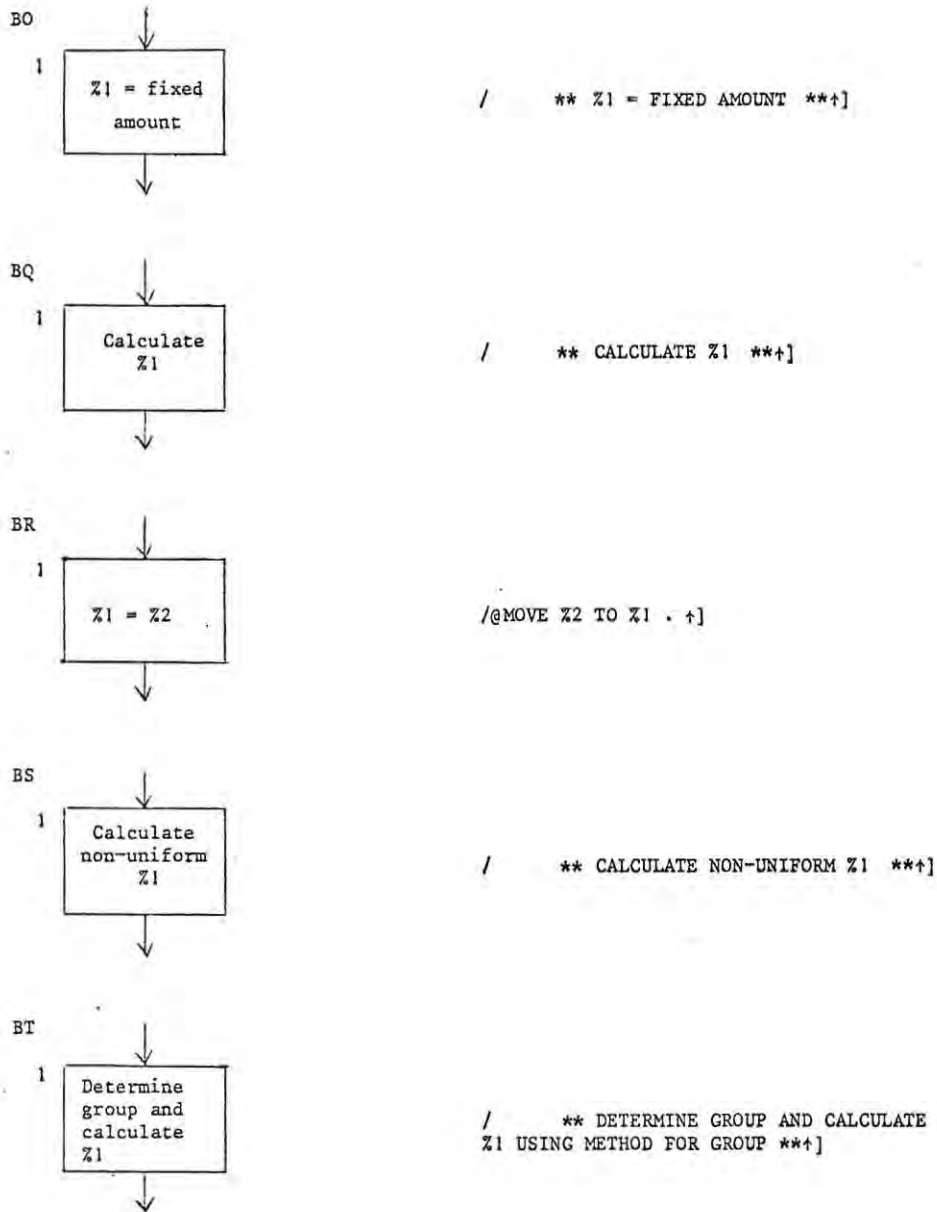 BO
1
%1 = fixed
amount
/ ** %1 = FIXED AMOUNT **↑]
BQ
1
Calculate
%1
/ ** CALCULATE %1 **↑]
BR
1
%1 = %2
/@MOVE %2 TO %1 . ↑]
BS
1
Calculate
non-uniform
%1
/ ** CALCULATE NON-UNIFORM %1 **↑]
BT
1
Determine
group and
calculate
%1
/ ** DETERMINE GROUP AND CALCULATE
%1 USING METHOD FOR GROUP **↑]